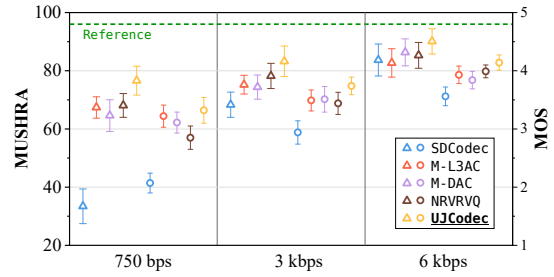 MUSHRA
100
80
60
40
20
Reference
SDCodec
M-L3AC
M-DAC
NRVRVQ
UJCodec
750 bps
3 kbps
6 kbps
5
4
3
2
1
MOS